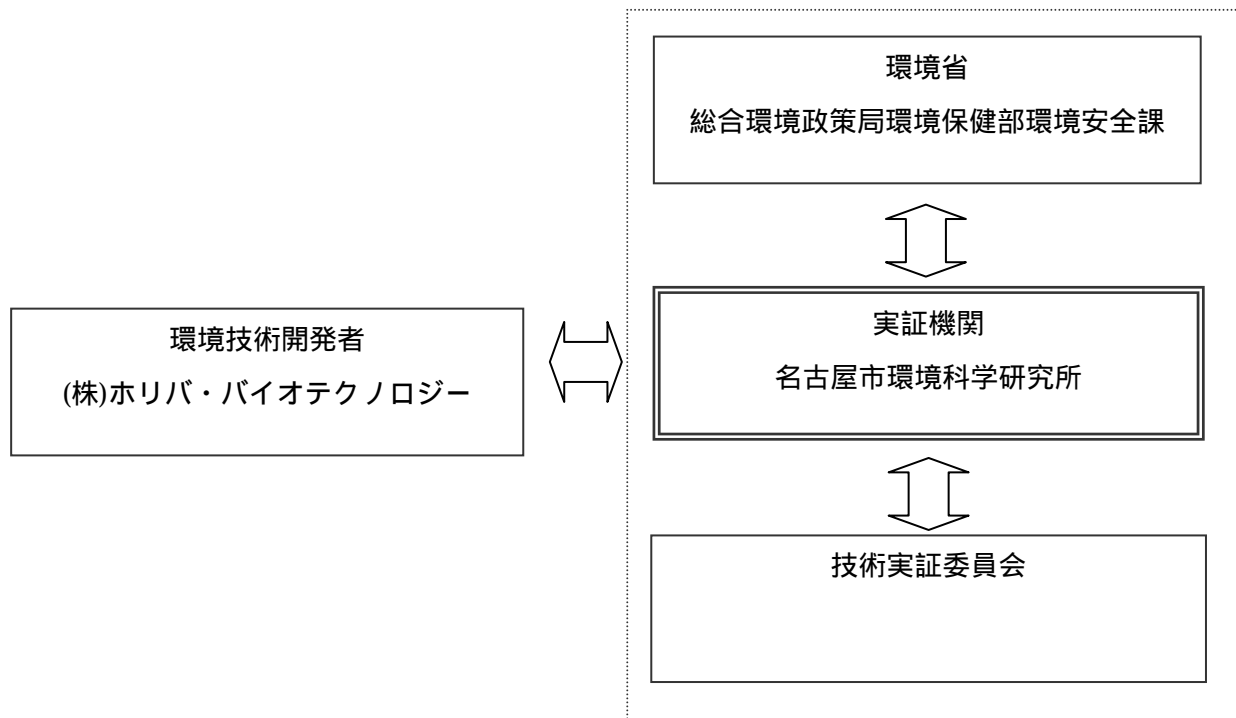 環境省
総合環境政策局環境保健部環境安全課
環境技術開発者
(株)ホリバ・バイオテクノロジー
実証機関
名古屋市環境科学研究所
技術実証委員会